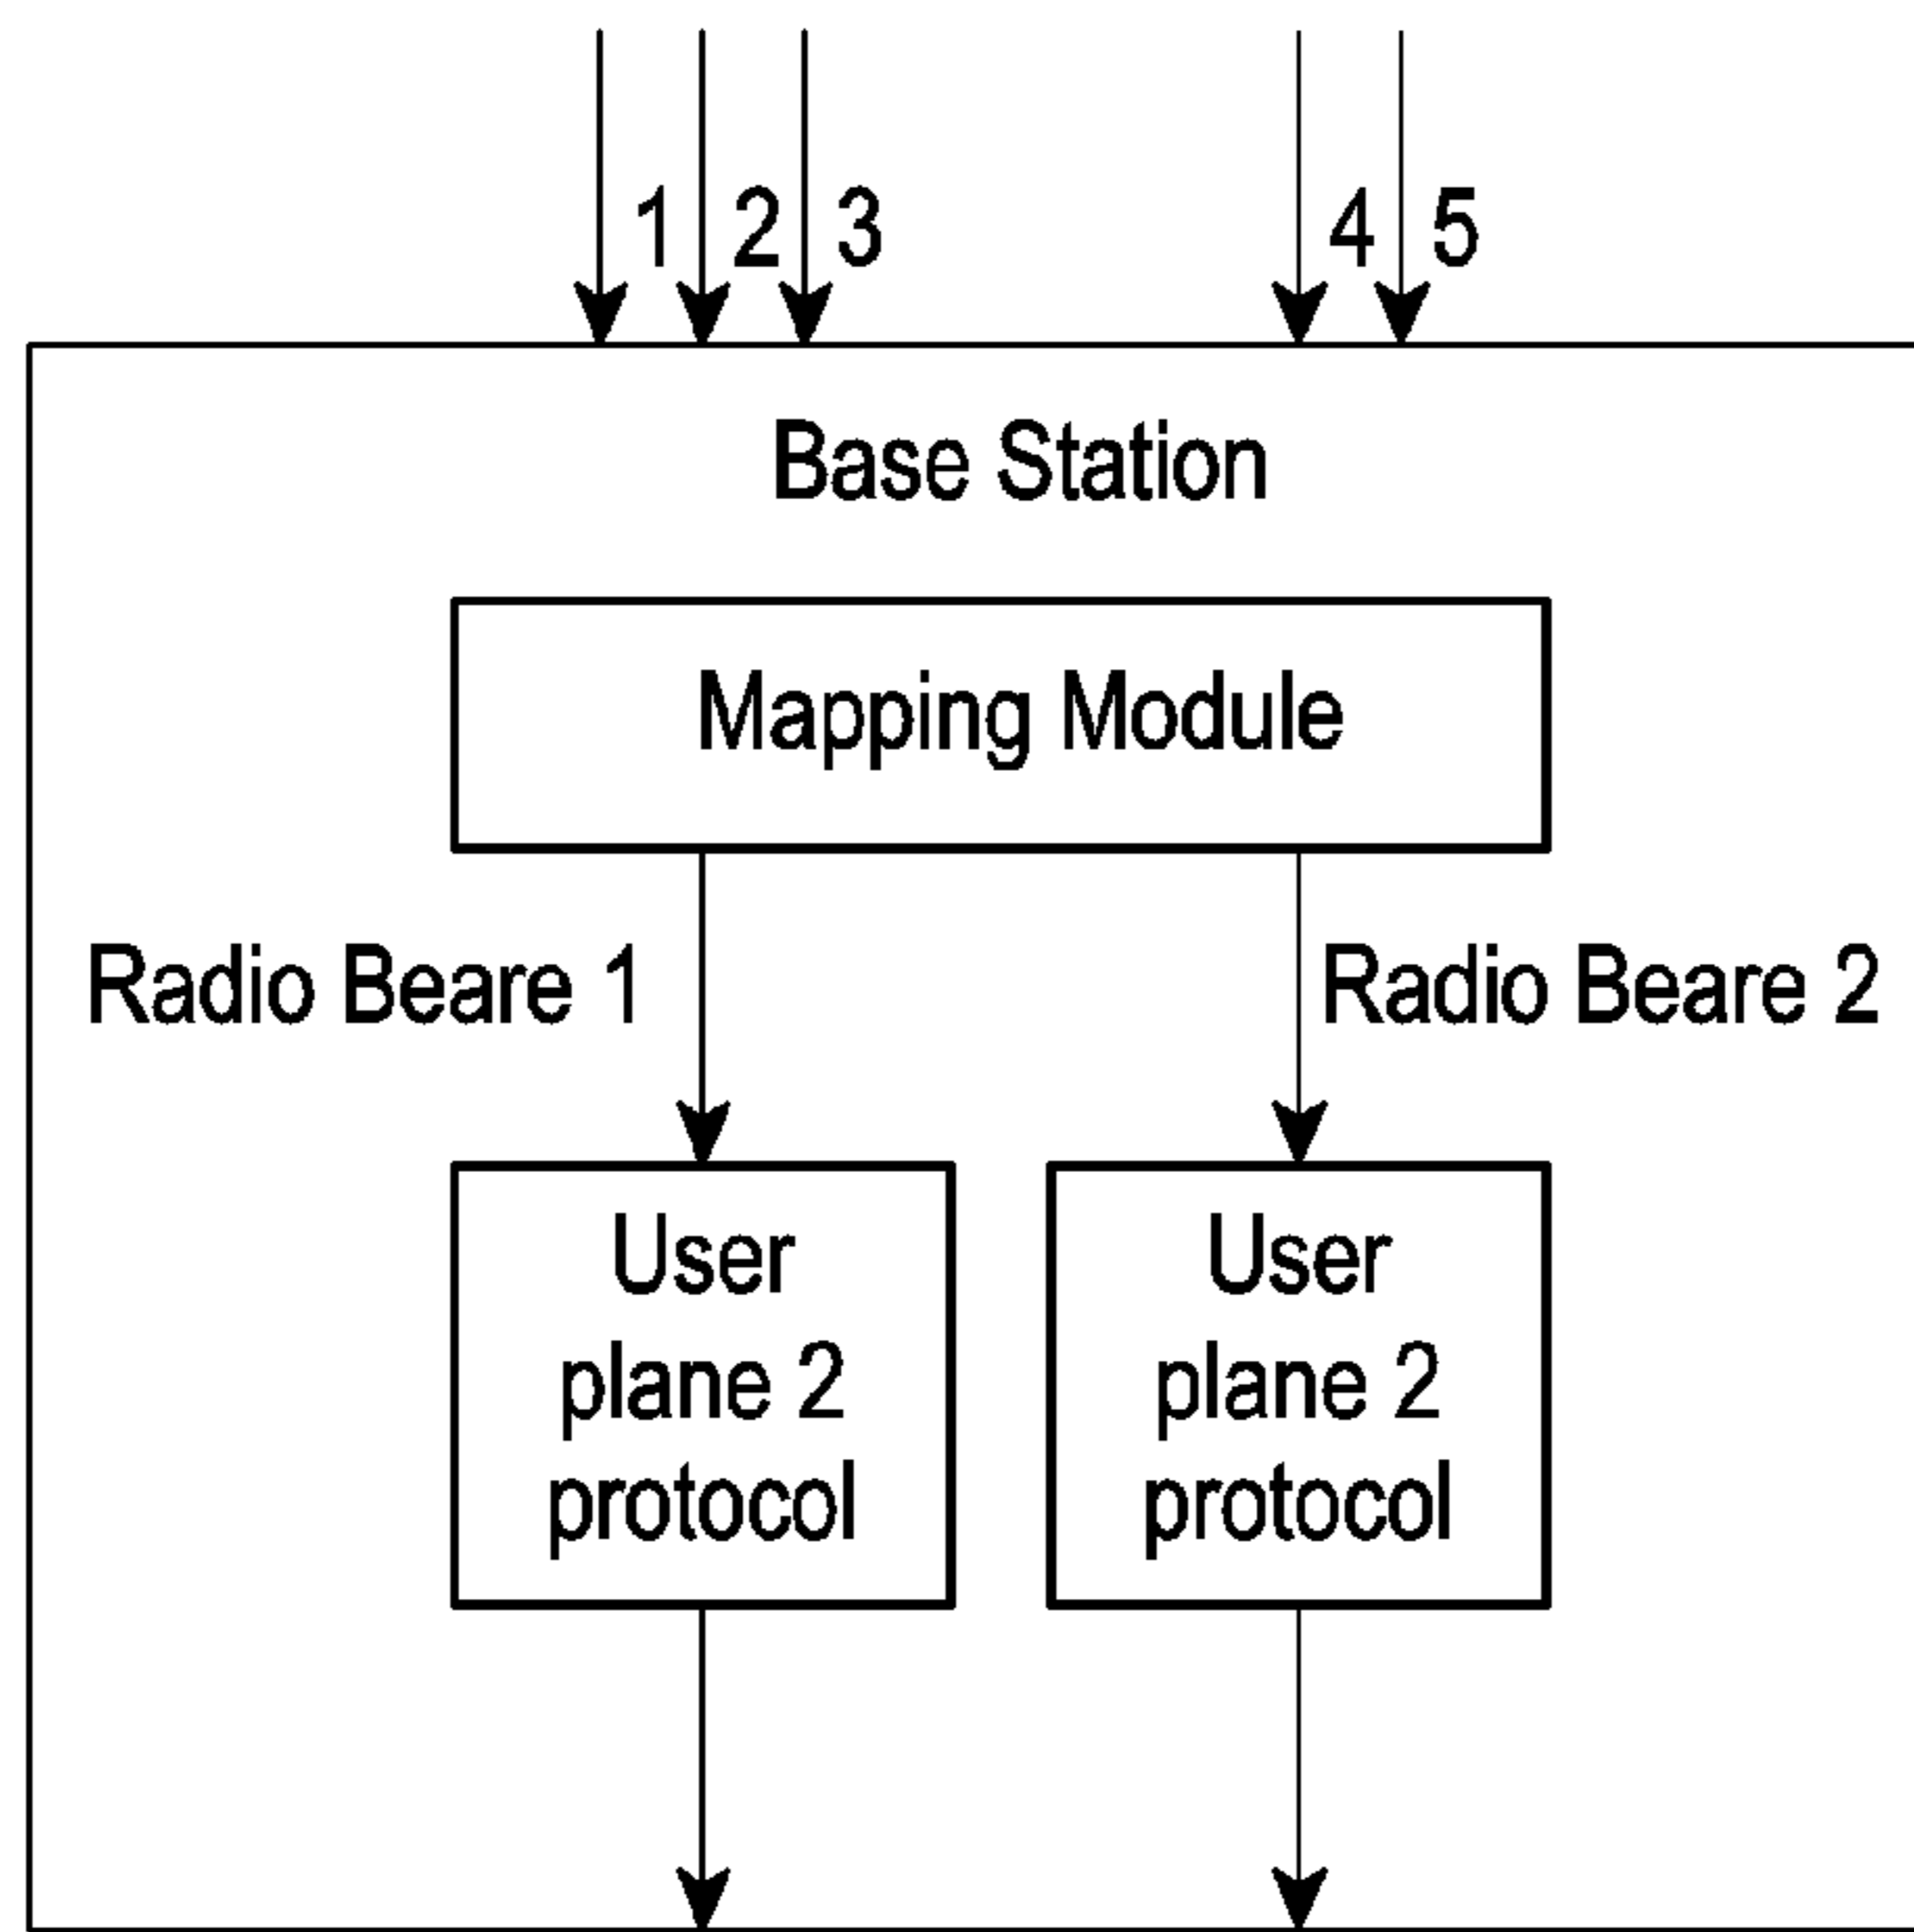 1 2 3 4 5
Base Station
Mapping Module
Radio Beare 1 Radio Beare 2
User
plane 2
protocol
User
plane 2
protocol